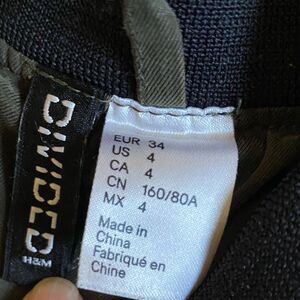 DIVIDED
H&M
EUR 34
US 4
CA 4
CN 160/80A
MX 4
Made in
China
Fabriqué en
Chine